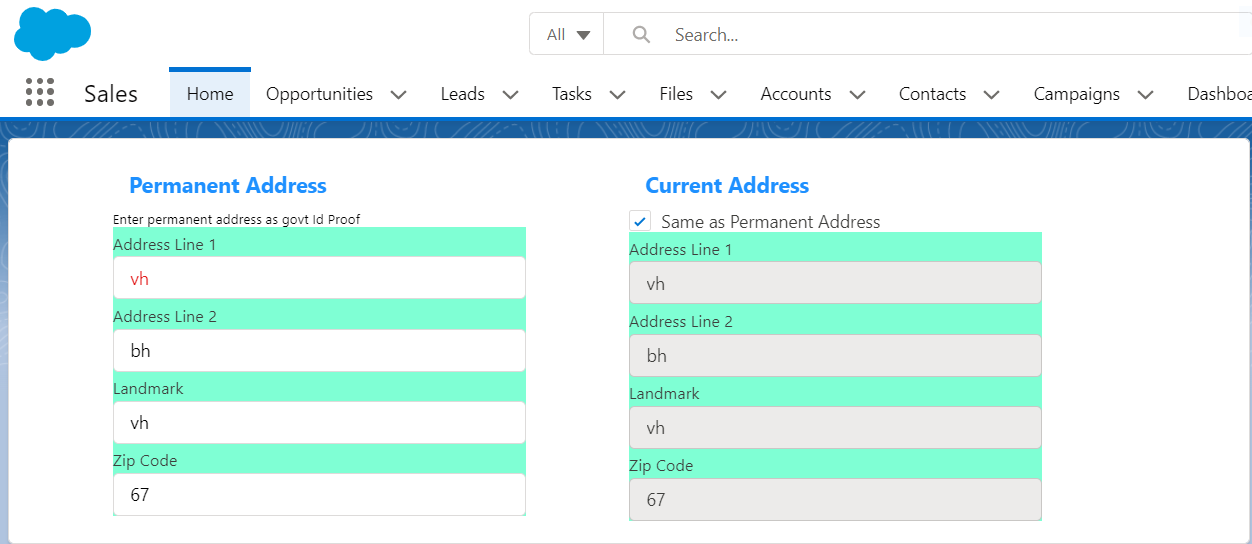 All Search...
Sales Home Opportunities Leads Tasks Files Accounts Contacts Campaigns Dashboa
Permanent Address
Enter permanent address as govt Id Proof
Address Line 1
vh
Address Line 2
bh
Landmark
vh
Zip Code
67
Current Address
Same as Permanent Address
Address Line 1
vh
Address Line 2
bh
Landmark
vh
Zip Code
67